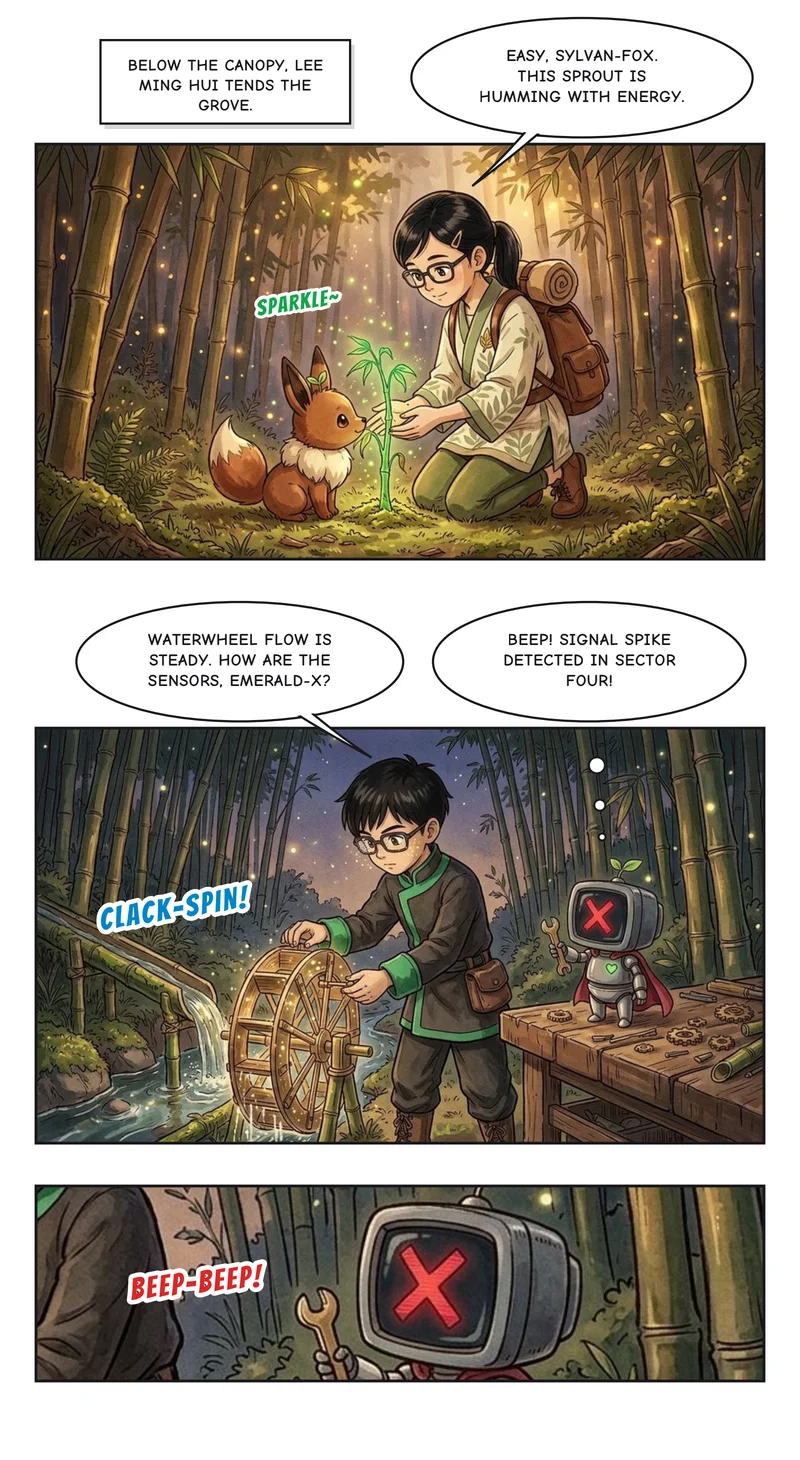 BELOW THE CANOPY, LEE
MING HUI TENDS THE
GROVE.
EASY, SYLVAN-FOX.
THIS SPROUT IS
HUMMING WITH ENERGY.
SPARKLE~
WATERWHEEL FLOW IS
STEADY. HOW ARE THE
SENSORS, EMERALD-X?
BEEP! SIGNAL SPIKE
DETECTED IN SECTOR
FOUR!
CLACK-SPIN!
BEEP-BEEP!